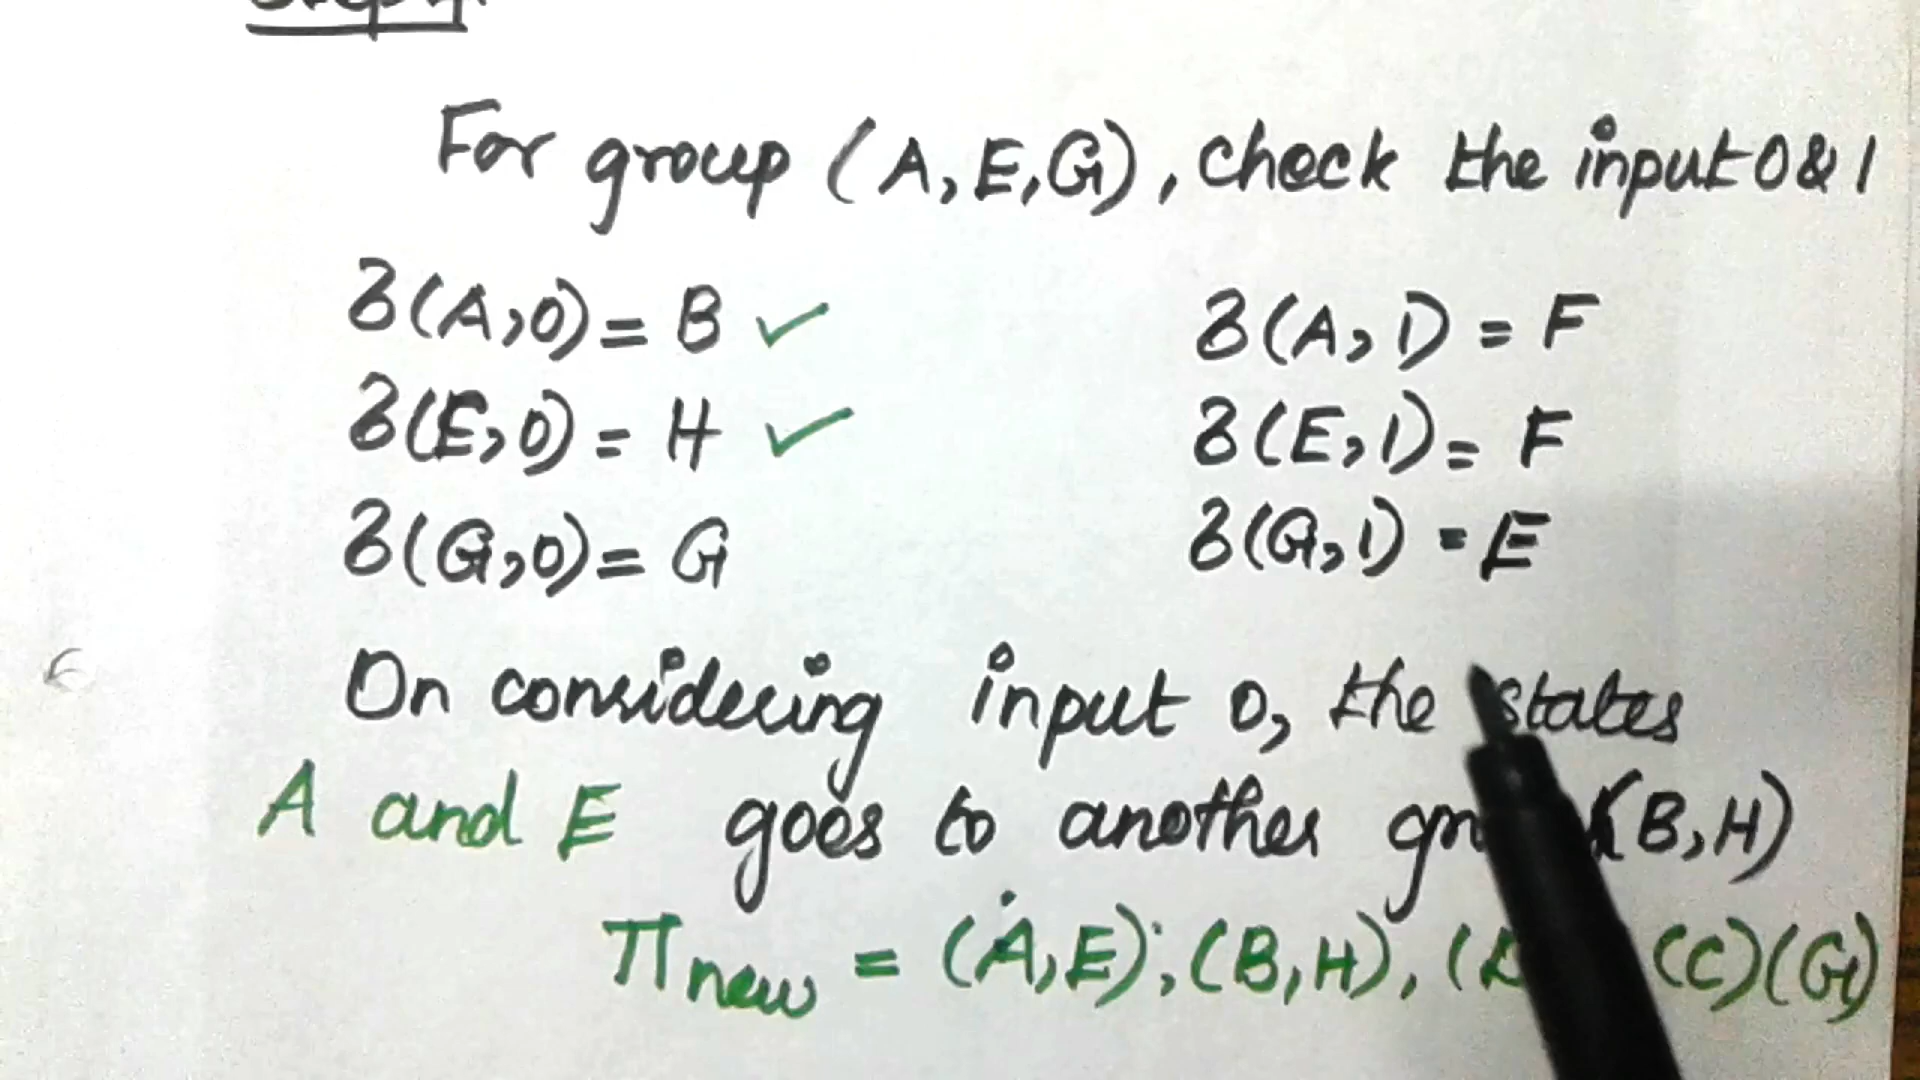 For group (A, E, G), check the input 0 & 1
δ(A,0) = B ✓
δ(A,1) = F
δ(E,0) = H ✓
δ(E,1) = F
δ(G,0) = G
δ(G,1) = E
On considering input 0, the states
A and E goes to another (B,H)
πnew = (A,E); (B,H), (C)(G)